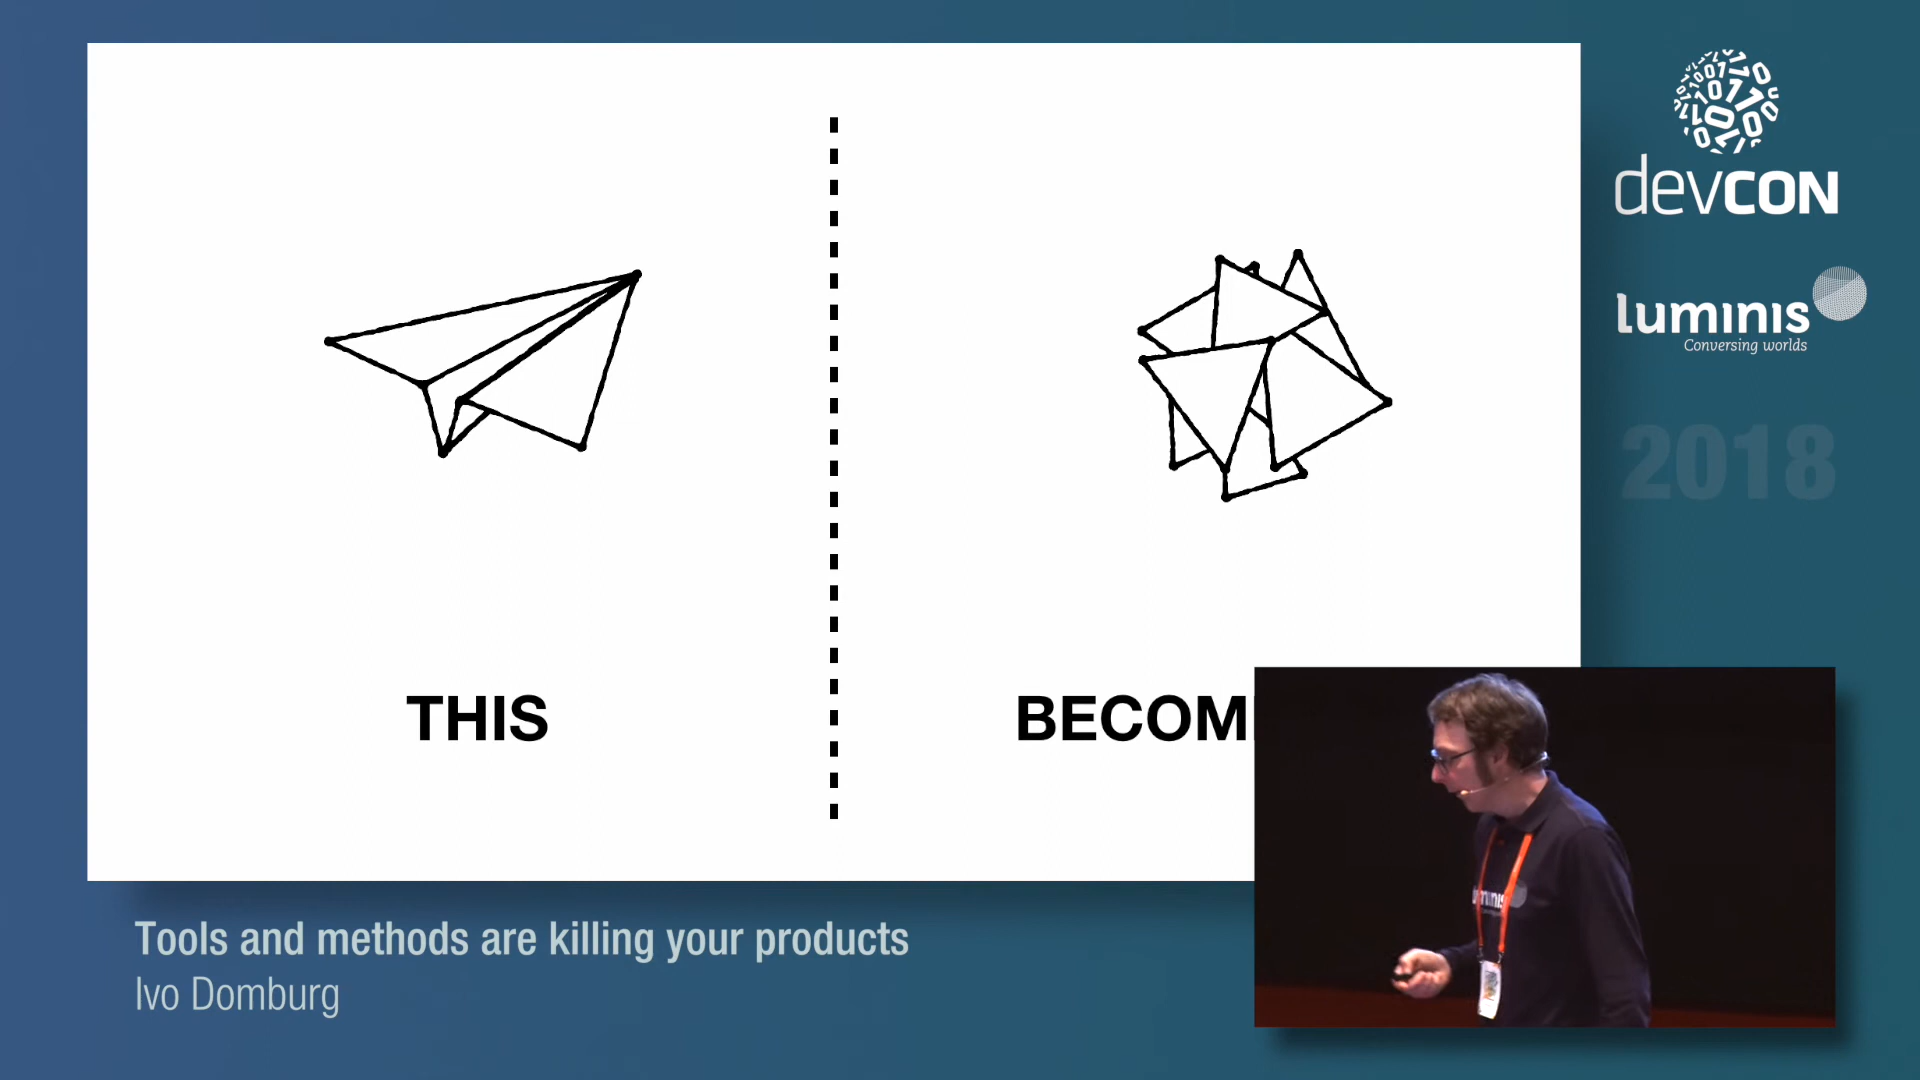 THIS
BECOM
devCON
luminis
Conversing worlds
2018
Tools and methods are killing your products
Ivo Domburg